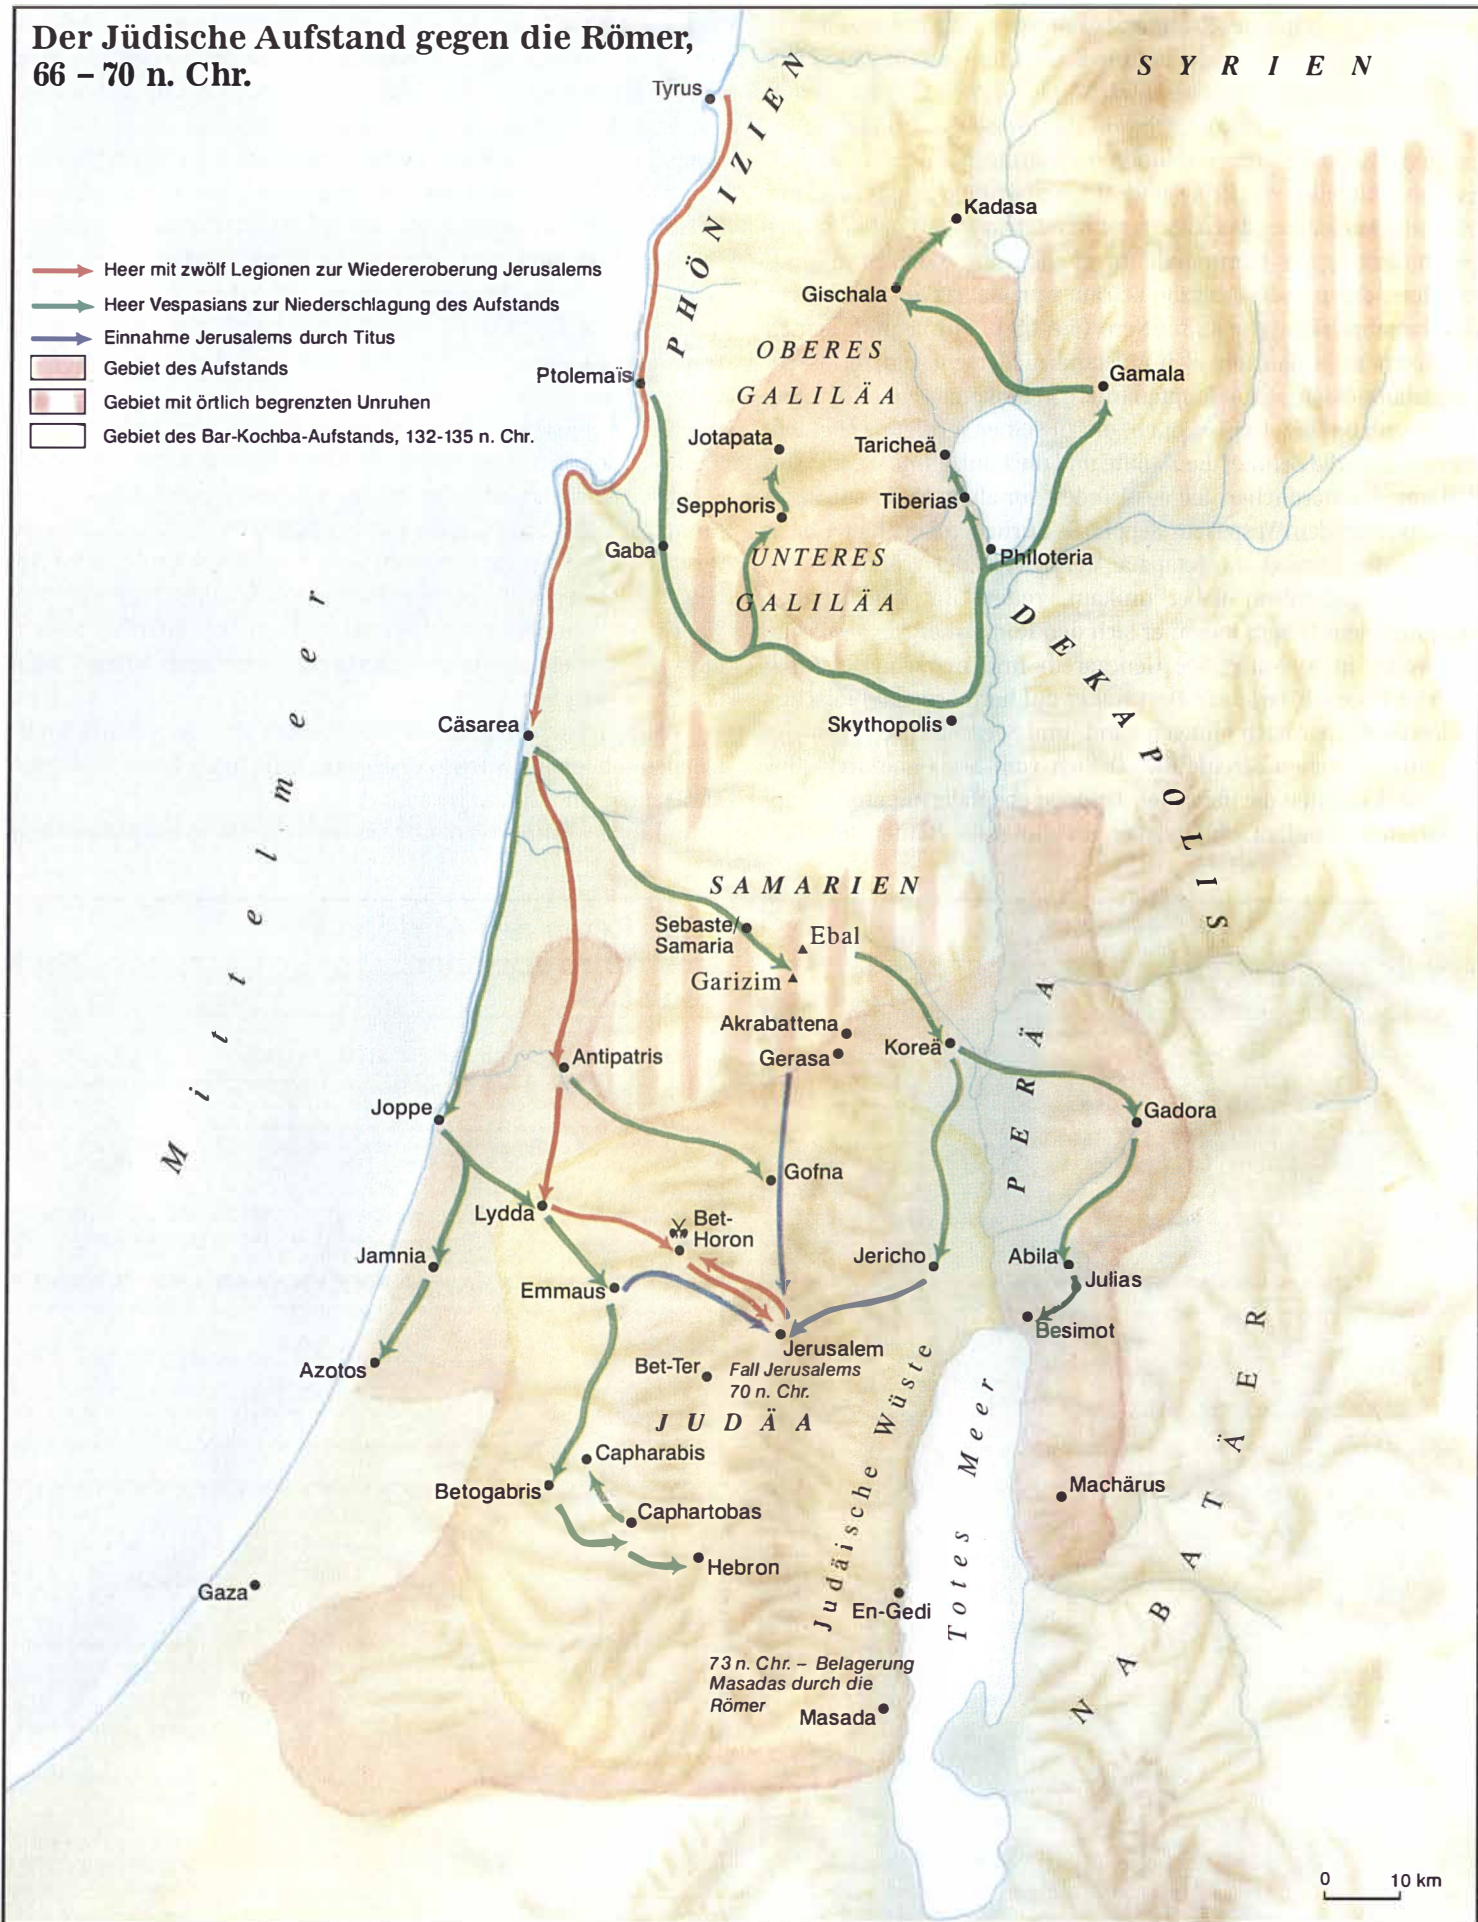 Der Jüdische Aufstand gegen die Römer,
66 – 70 n. Chr.
SYRIEN
Tyrus
PHÖNIZIEN
Kadasa
Heer mit zwölf Legionen zur Wiedereroberung Jerusalems
Heer Vespasians zur Niederschlagung des Aufstands
Einnahme Jerusalems durch Titus
Gebiet des Aufstands
Gebiet mit örtlich begrenzten Unruhen
Gebiet des Bar-Kochba-Aufstands, 132-135 n. Chr.
Gischala
OBERES
GALILÄA
Ptolemaïs
Gamala
Jotapata
Taricheä
Sepphoris
Tiberias
Gaba
UNTERES
GALILÄA
Philoteria
DEKAPOLIS
Mittelmeer
Cäsarea
Skythopolis
SAMARIEN
Sebaste/
Samaria
Ebal
Garizim
Akrabattena
Gerasa
Koreä
PERÄA
Antipatris
Joppe
Gadora
Gofna
Lydda
Bet-
Horon
Jamnia
Jericho
Abila
Julias
Emmaus
Besimot
Jerusalem
Fall Jerusalems
70 n. Chr.
Azotos
Bet-Ter
JUDÄA
Judäische Wüste
Totes Meer
NABATÄER
Capharabis
Betogabris
Caphartobas
Machärus
Hebron
Gaza
En-Gedi
73 n. Chr. – Belagerung
Masadas durch die
Römer
Masada
0 10 km